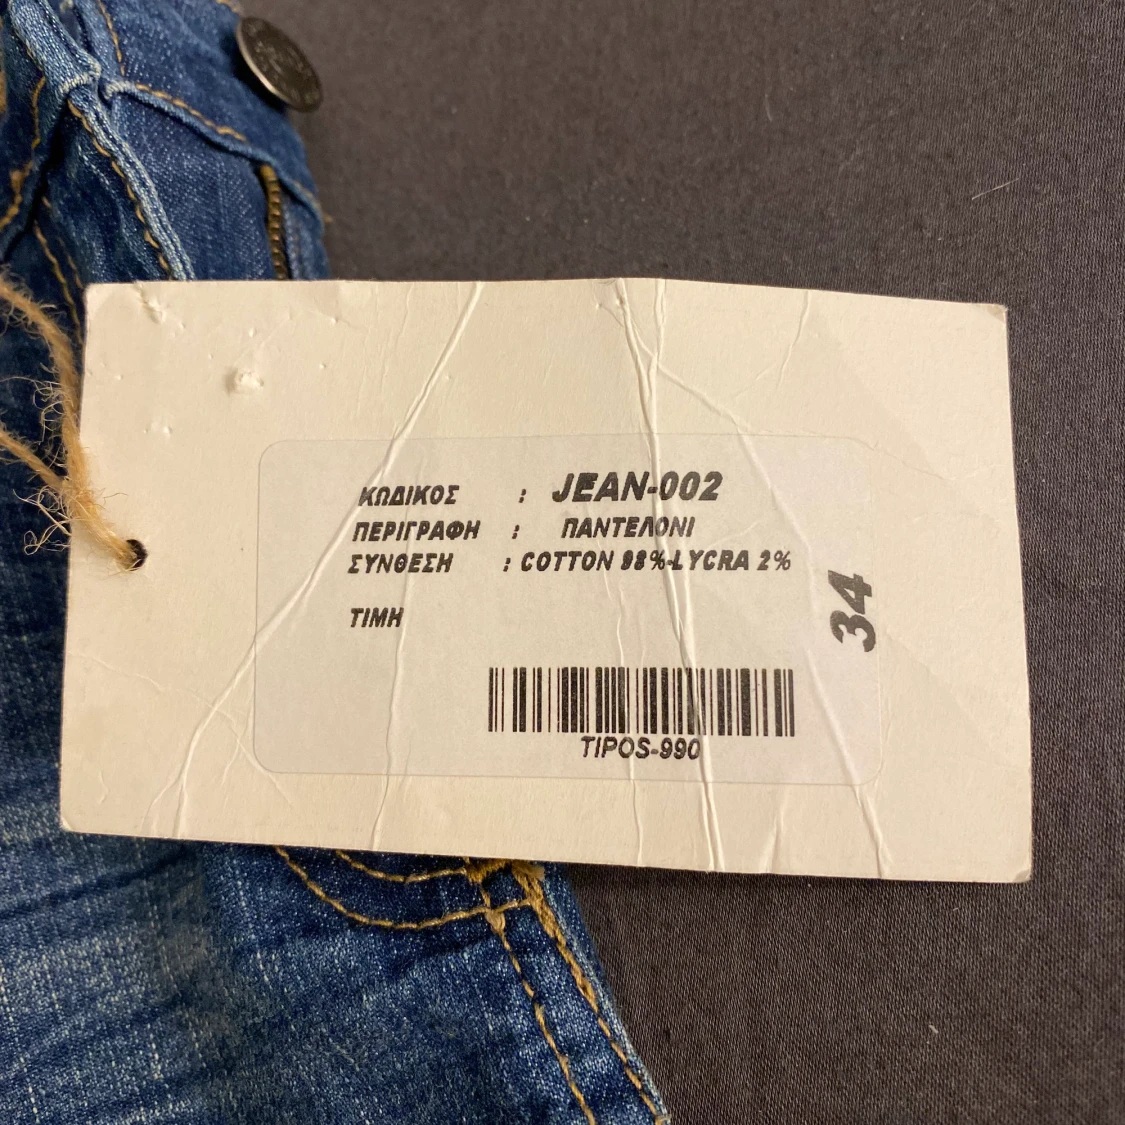 ΚΩΔΙΚΟΣ : JEAN-002
ΠΕΡΙΓΡΑΦΗ : ΠΑΝΤΕΛΟΝΙ
ΣΥΝΘΕΣΗ : COTTON 98%-LYCRA 2%
ΤΙΜΗ
34
TIPOS-990